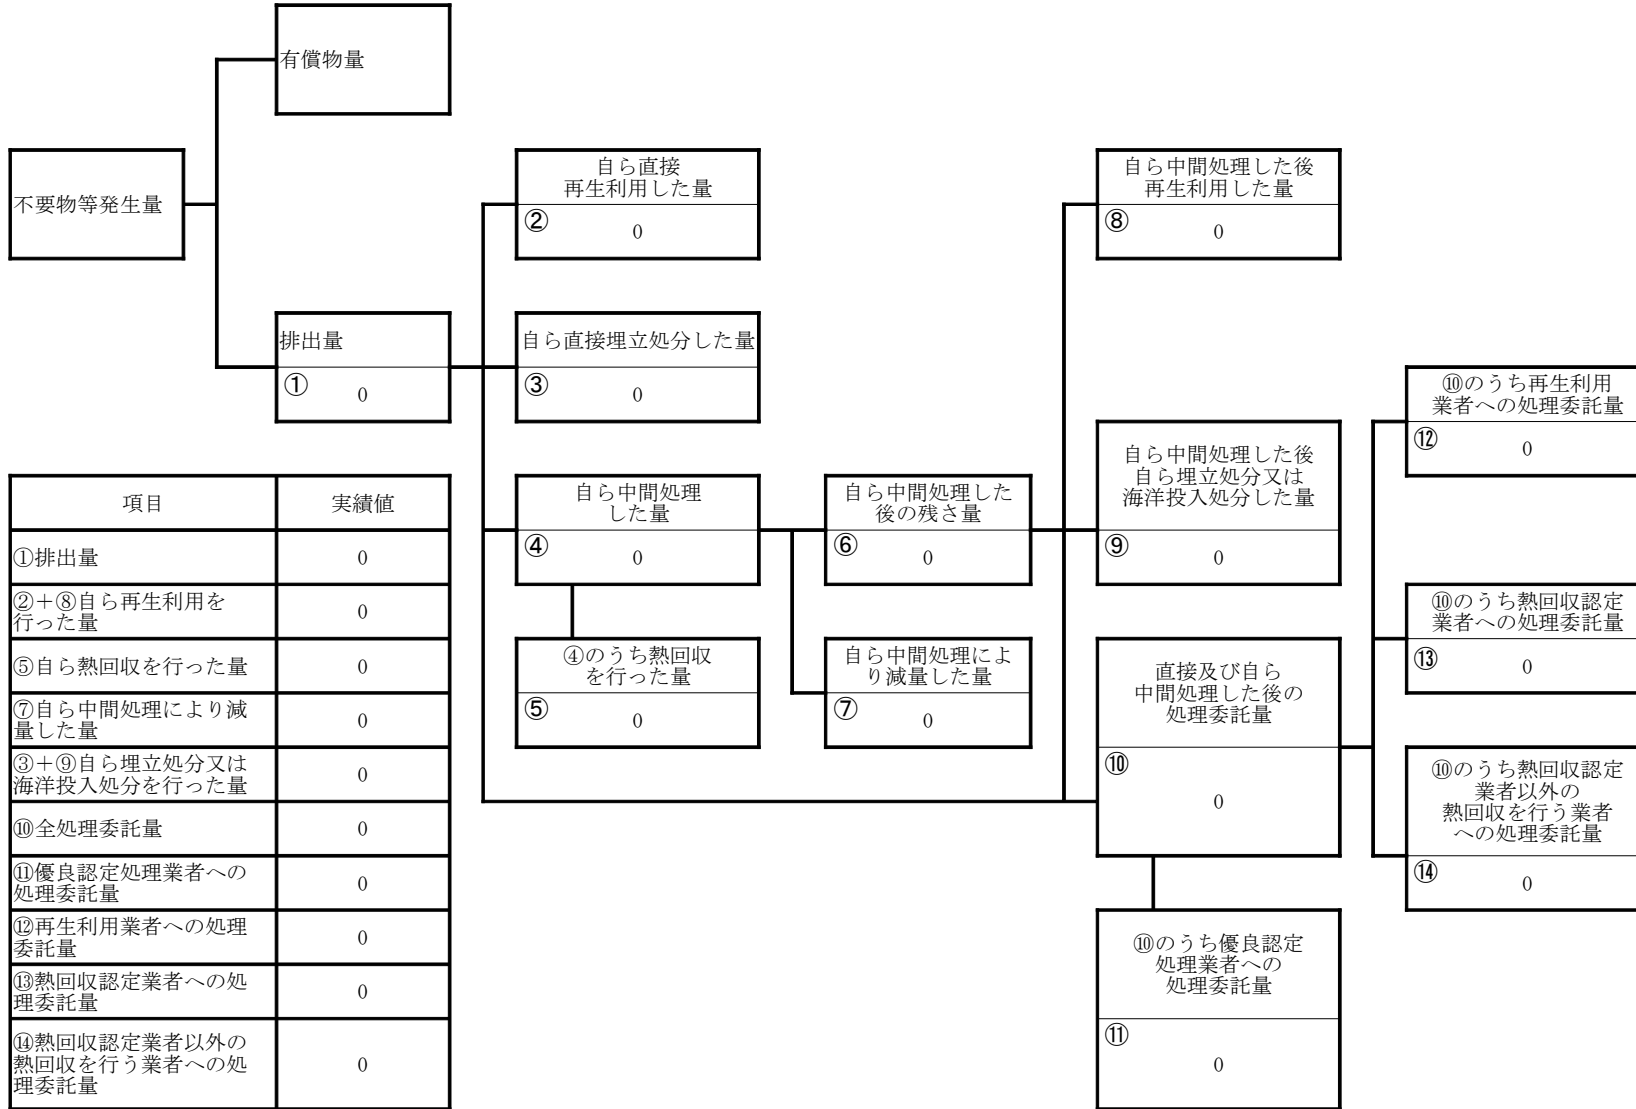 有償物量
不要物等発生量
自ら直接
再生利用した量
②
0
自ら中間処理した後
再生利用した量
⑧
0
排出量
①
0
自ら直接埋立処分した量
③
0
⑩のうち再生利用
業者への処理委託量
⑫
0
自ら中間処理
した量
④
0
自ら中間処理した
後の残さ量
⑥
0
自ら中間処理した後
自ら埋立処分又は
海洋投入処分した量
⑨
0
⑩のうち熱回収認定
業者への処理委託量
⑬
0
④のうち熱回収
を行った量
⑤
0
自ら中間処理によ
り減量した量
⑦
0
直接及び自ら
中間処理した後の
処理委託量
⑩
0
⑩のうち熱回収認定
業者以外の
熱回収を行う業者
への処理委託量
⑭
0
⑩のうち優良認定
処理業者への
処理委託量
⑪
0
項目 実績値
①排出量 0
②+⑧自ら再生利用を
行った量 0
⑤自ら熱回収を行った量 0
⑦自ら中間処理により減
量した量 0
③+⑨自ら埋立処分又は
海洋投入処分を行った量 0
⑩全処理委託量 0
⑪優良認定処理業者への
処理委託量 0
⑫再生利用業者への処理
委託量 0
⑬熱回収認定業者への処
理委託量 0
⑭熱回収認定業者以外の
熱回収を行う業者への処
理委託量 0